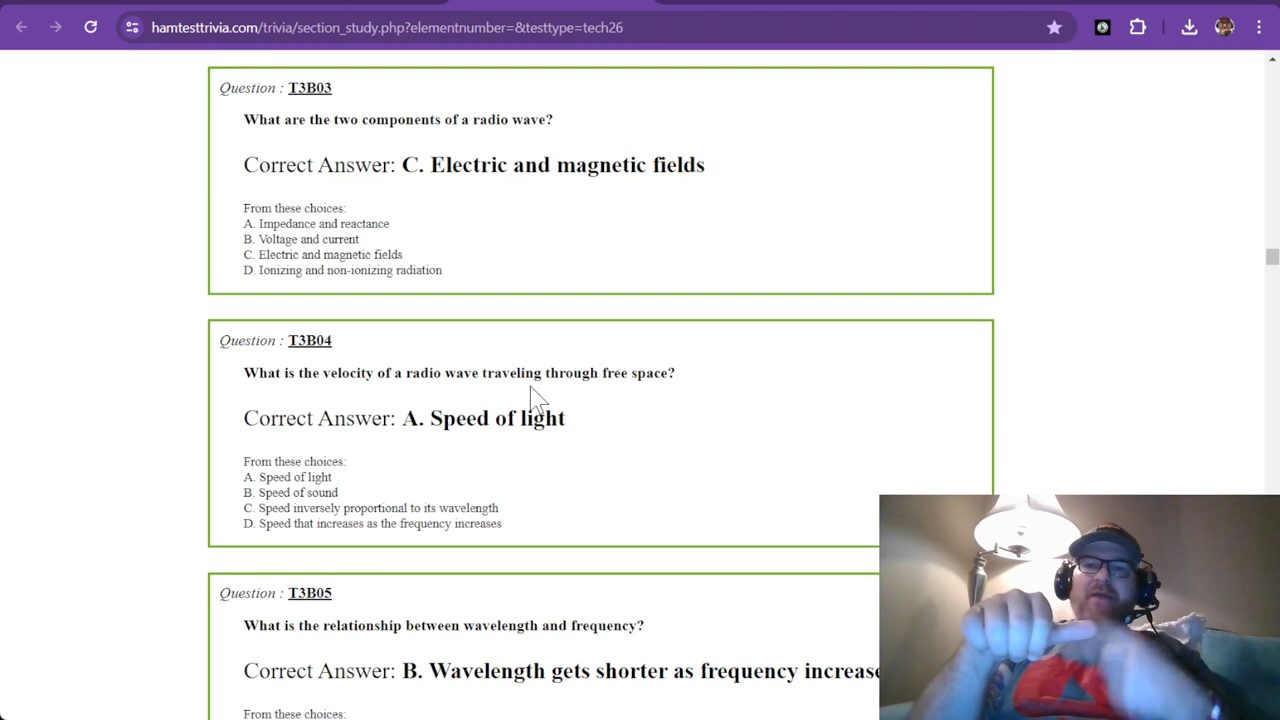 hamtesttrivia.com/trivia/section_study.php?elementnumber=&testtype=tech26
Question : T3B03
What are the two components of a radio wave?
Correct Answer: C. Electric and magnetic fields
From these choices:
A. Impedance and reactance
B. Voltage and current
C. Electric and magnetic fields
D. Ionizing and non-ionizing radiation
Question : T3B04
What is the velocity of a radio wave traveling through free space?
Correct Answer: A. Speed of light
From these choices:
A. Speed of light
B. Speed of sound
C. Speed inversely proportional to its wavelength
D. Speed that increases as the frequency increases
Question : T3B05
What is the relationship between wavelength and frequency?
Correct Answer: B. Wavelength gets shorter as frequency increase
From these choices: